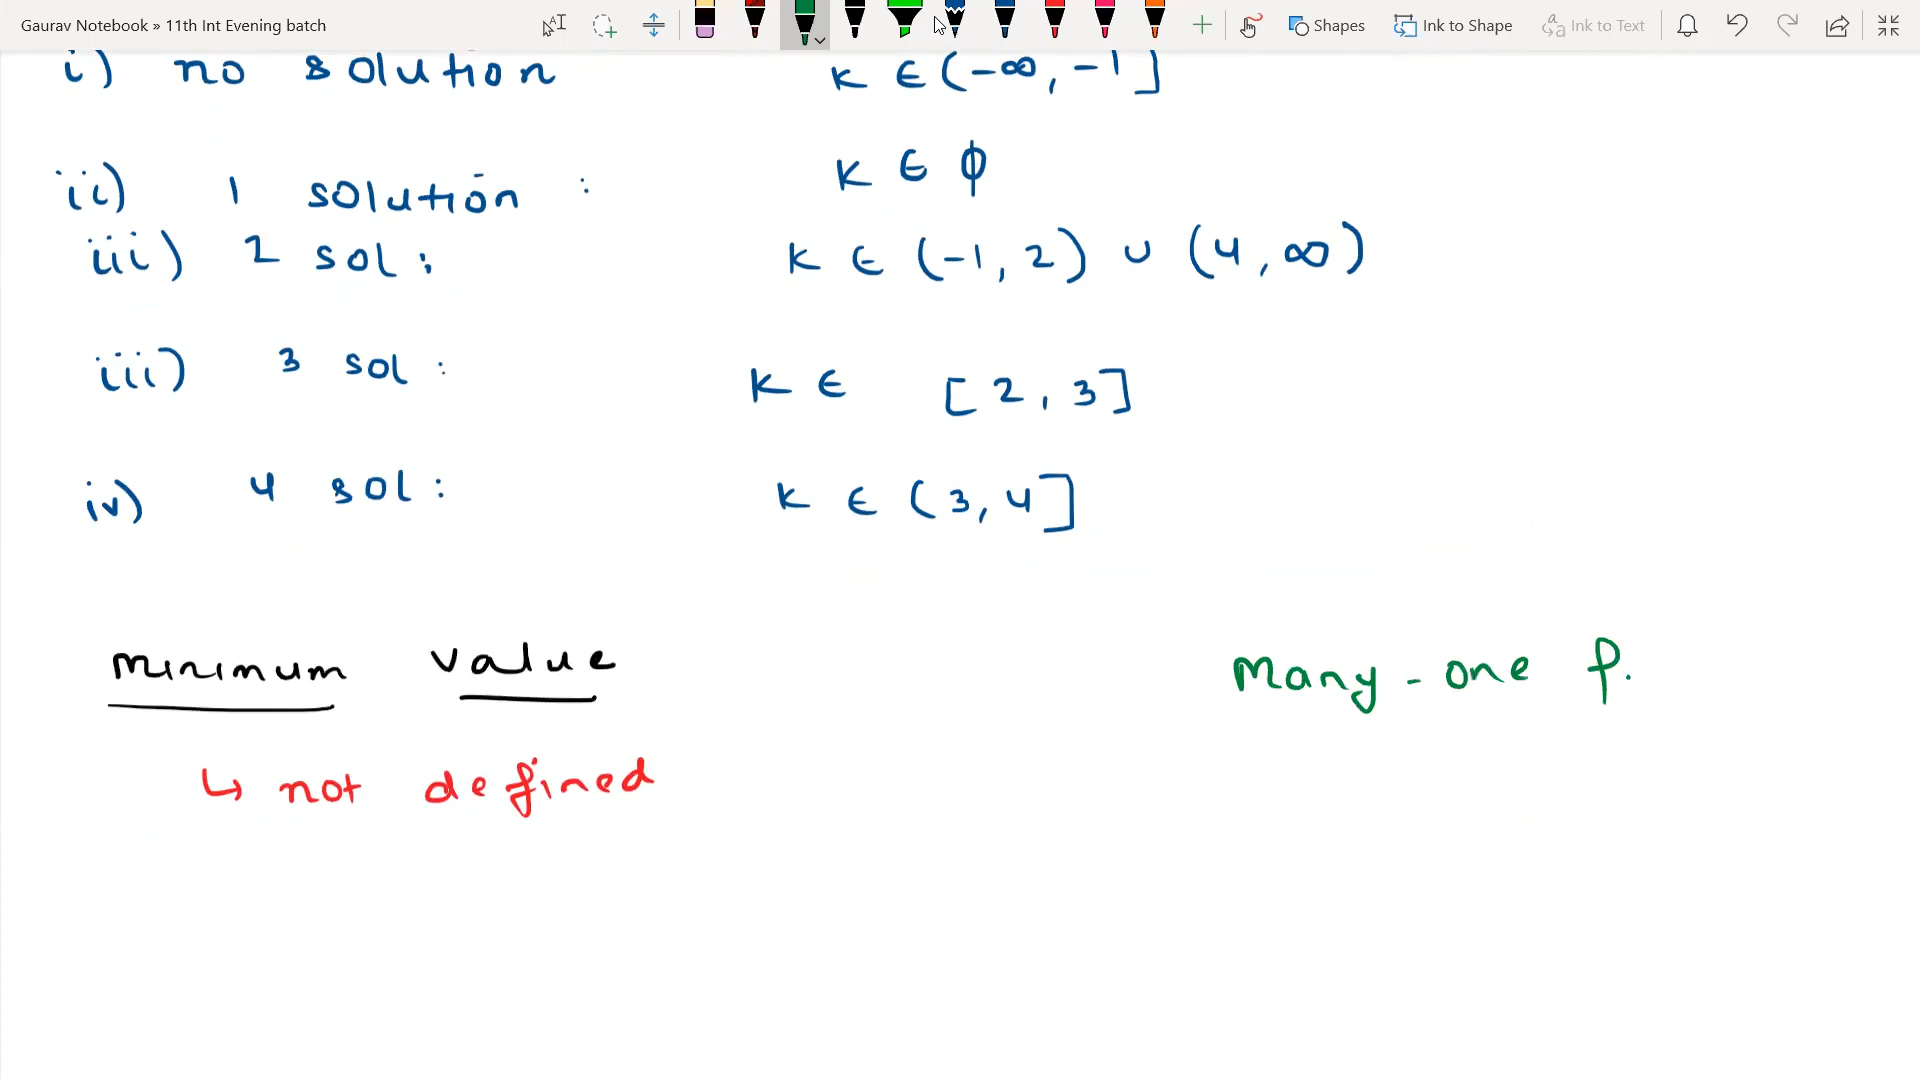 Gaurav Notebook » 11th Int Evening batch
Shapes
Ink to Shape
Ink to Text
i) no solution k ∈ (-∞, -1]
ii) 1 solution : k ∈ ϕ
iii) 2 sol : k ∈ (-1, 2) ∪ (4, ∞)
iii) 3 sol : k ∈ [2, 3]
iv) 4 sol : k ∈ (3, 4]
minimum value
Many - one f.
↳ not defined